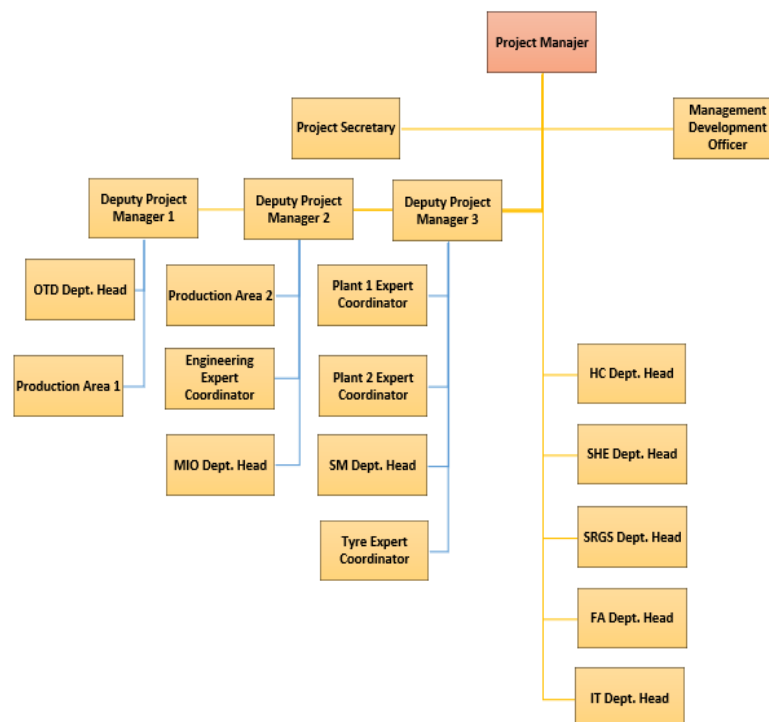 Project Manajer
Project Secretary
Management
Development
Officer
Deputy Project
Manager 1
Deputy Project
Manager 2
Deputy Project
Manager 3
OTD Dept. Head
Production Area 1
Production Area 2
Engineering
Expert
Coordinator
MIO Dept. Head
Plant 1 Expert
Coordinator
Plant 2 Expert
Coordinator
SM Dept. Head
Tyre Expert
Coordinator
HC Dept. Head
SHE Dept. Head
SRGS Dept. Head
FA Dept. Head
IT Dept. Head